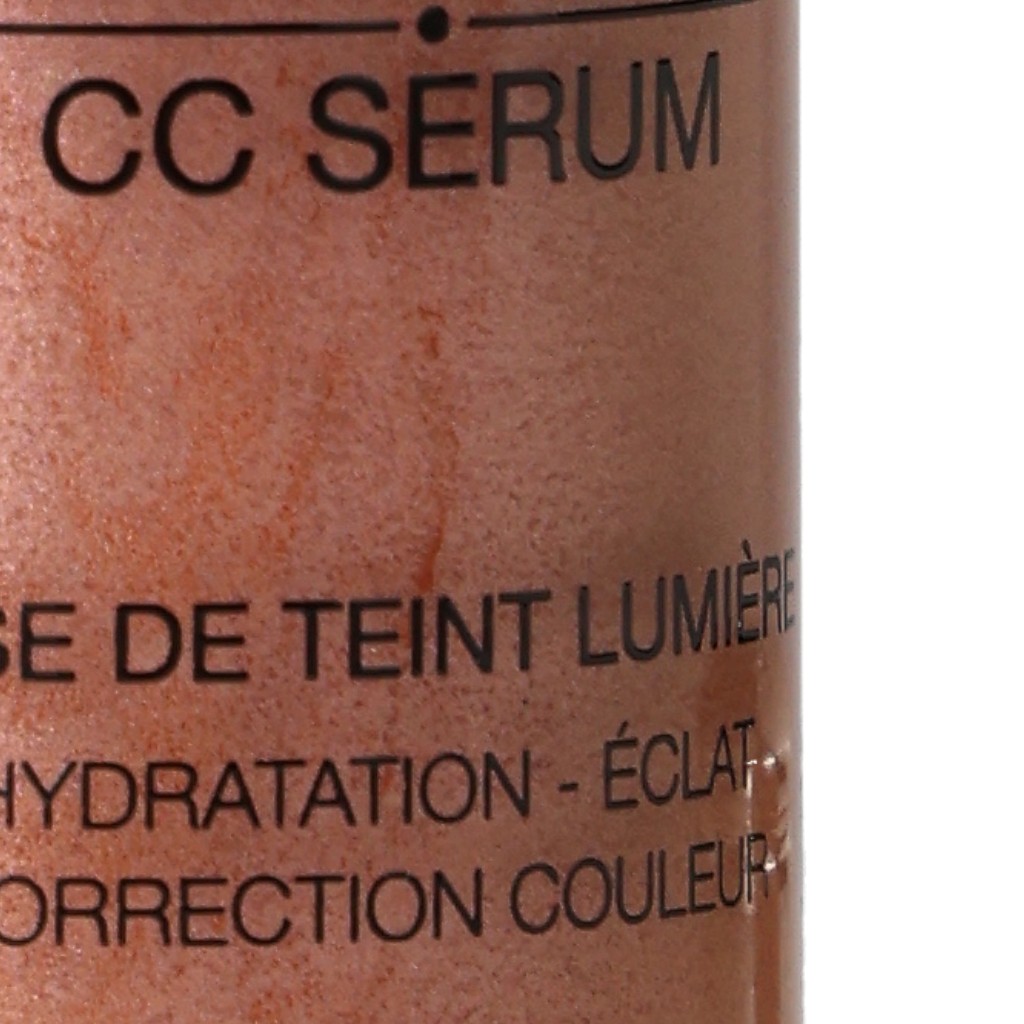 CC SERUM
SE DE TEINT LUMIÈRE
HYDRATATION - ÉCLAT
ORRECTION COULEUR